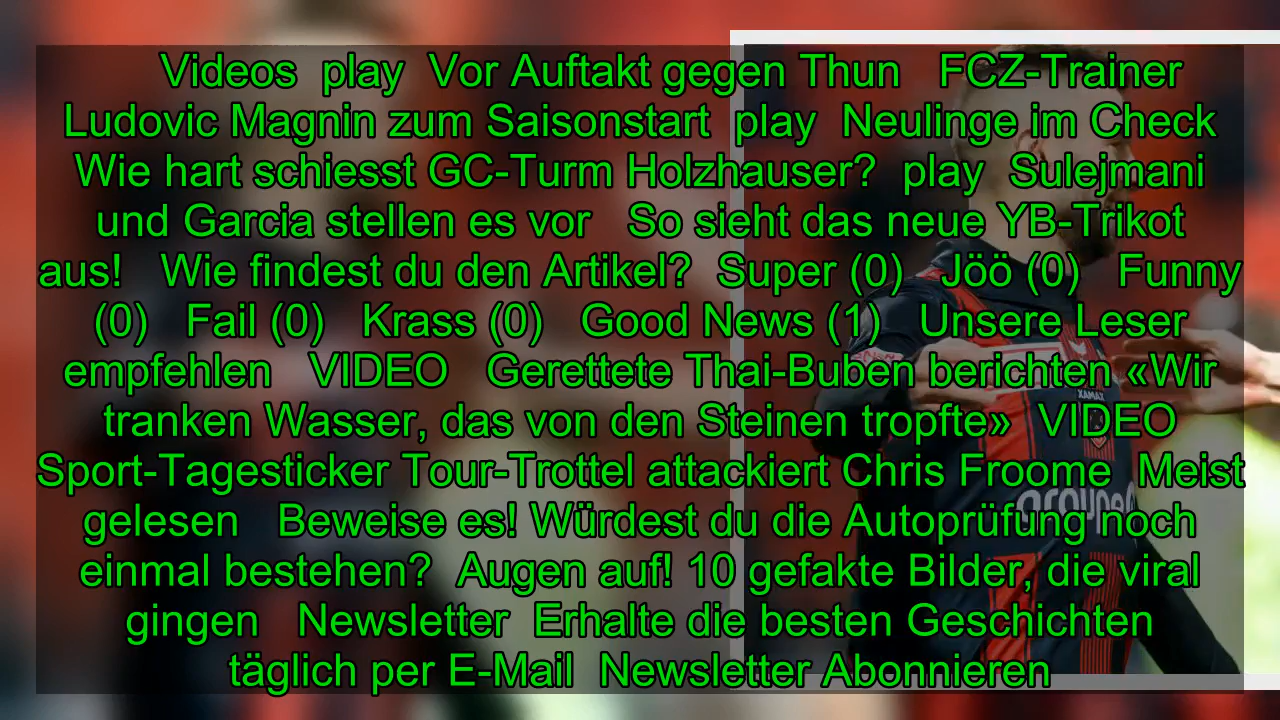 Videos play Vor Auftakt gegen Thun FCZ-Trainer
Ludovic Magnin zum Saisonstart play Neulinge im Check
Wie hart schiesst GC-Turm Holzhauser? play Sulejmani
und Garcia stellen es vor So sieht das neue YB-Trikot
aus! Wie findest du den Artikel? Super (0) Jöö (0) Funny
(0) Fail (0) Krass (0) Good News (1) Unsere Leser
empfehlen VIDEO Gerettete Thai-Buben berichten «Wir
tranken Wasser, das von den Steinen tropfte» VIDEO
Sport-Tagesticker Tour-Trottel attackiert Chris Froome Meist
gelesen Beweise es! Würdest du die Autoprüfung noch
einmal bestehen? Augen auf! 10 gefakte Bilder, die viral
gingen Newsletter Erhalte die besten Geschichten
täglich per E-Mail Newsletter Abonnieren
XAMAX